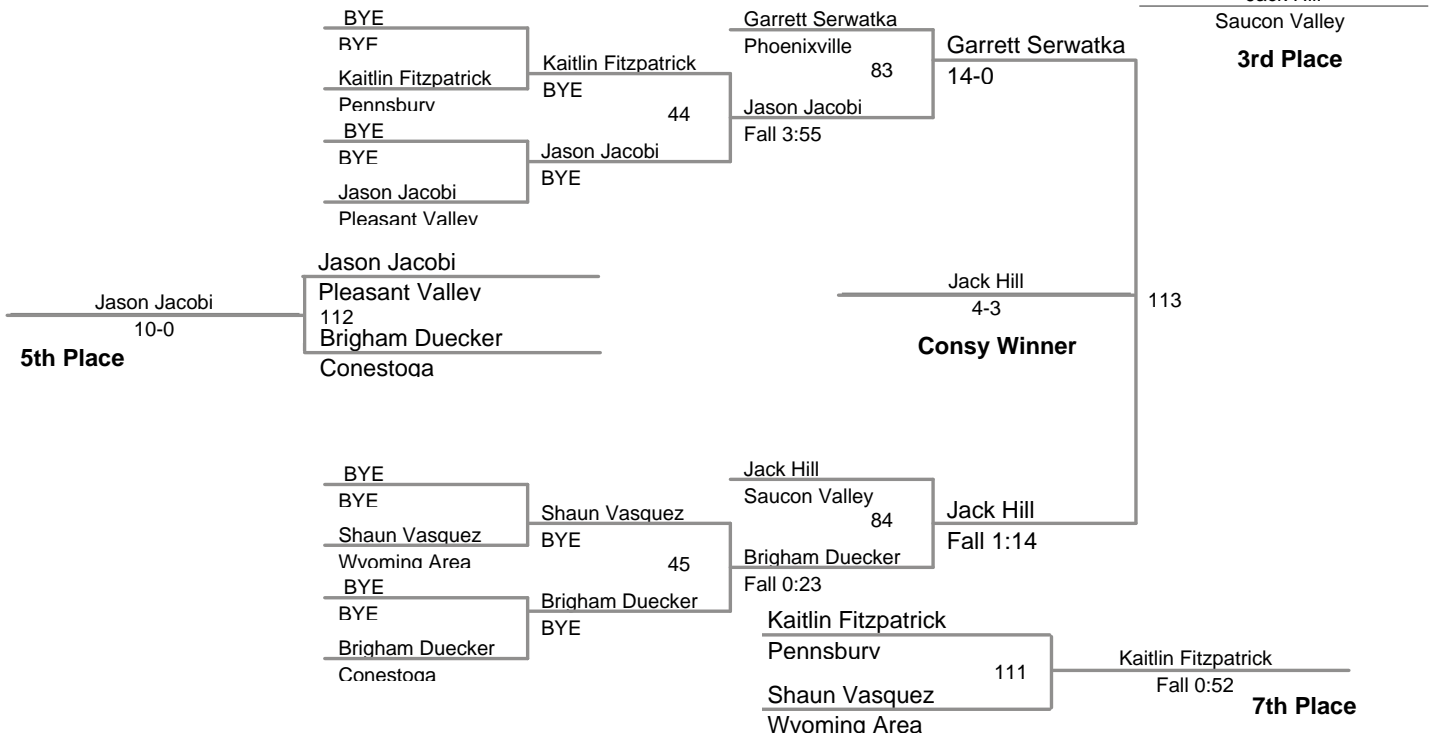 Jack Hill
Saucon Valley
3rd Place
BYE
BYE
Kaitlin Fitzpatrick
Pennsbury
BYE
BYE
Jason Jacobi
Pleasant Valley
Kaitlin Fitzpatrick
BYE
44
Jason Jacobi
BYE
Garrett Serwatka
Phoenixville
83
Jason Jacobi
Fall 3:55
Garrett Serwatka
14-0
Jason Jacobi
10-0
5th Place
Jason Jacobi
Pleasant Valley
112
Brigham Duecker
Conestoga
Jack Hill
4-3
Consy Winner
113
BYE
BYE
Shaun Vasquez
Wyoming Area
BYE
BYE
Brigham Duecker
Conestoga
Shaun Vasquez
BYE
45
Brigham Duecker
BYE
Jack Hill
Saucon Valley
84
Brigham Duecker
Fall 0:23
Jack Hill
Fall 1:14
Kaitlin Fitzpatrick
Pennsbury
111
Shaun Vasquez
Wyoming Area
Kaitlin Fitzpatrick
Fall 0:52
7th Place